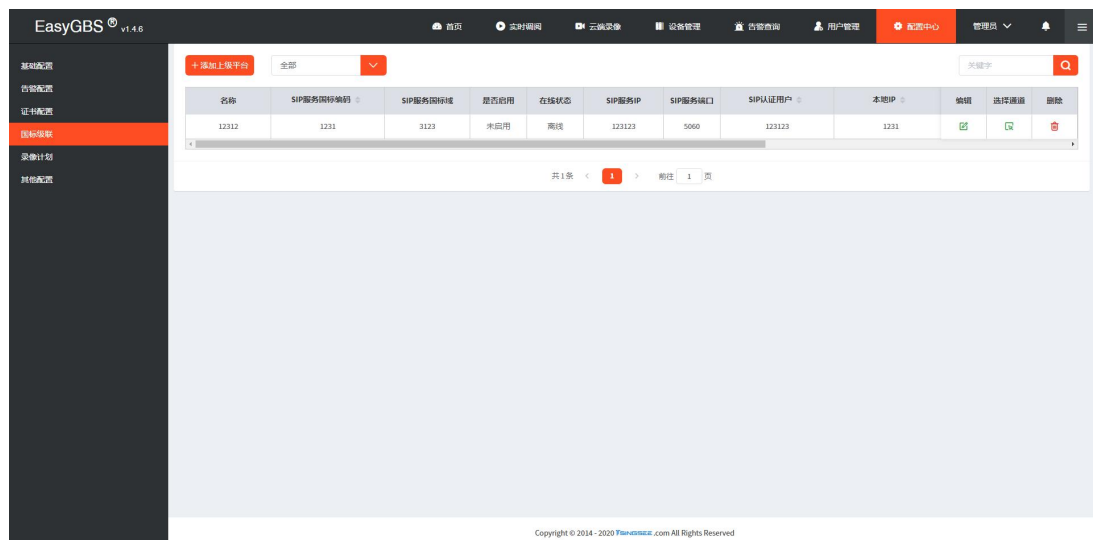 EasyGBS ® v1.4.6 首页 实时调阅 云端录像 设备管理 告警查询 用户管理 配置中心 管理员
基础配置
告警配置
证书配置
国标级联
录像计划
其他配置
+添加上级平台 全部 关键字
名称 SIP服务国标编码 SIP服务国标域 是否启用 在线状态 SIP服务IP SIP服务端口 SIP认证用户 本地IP 编辑 选择通道 删除
12312 1231 3123 未启用 离线 123123 5060 123123 1231
共1条 < 1 > 前往 1 页
Copyright © 2014 - 2020 TSINGSEE .com All Rights Reserved